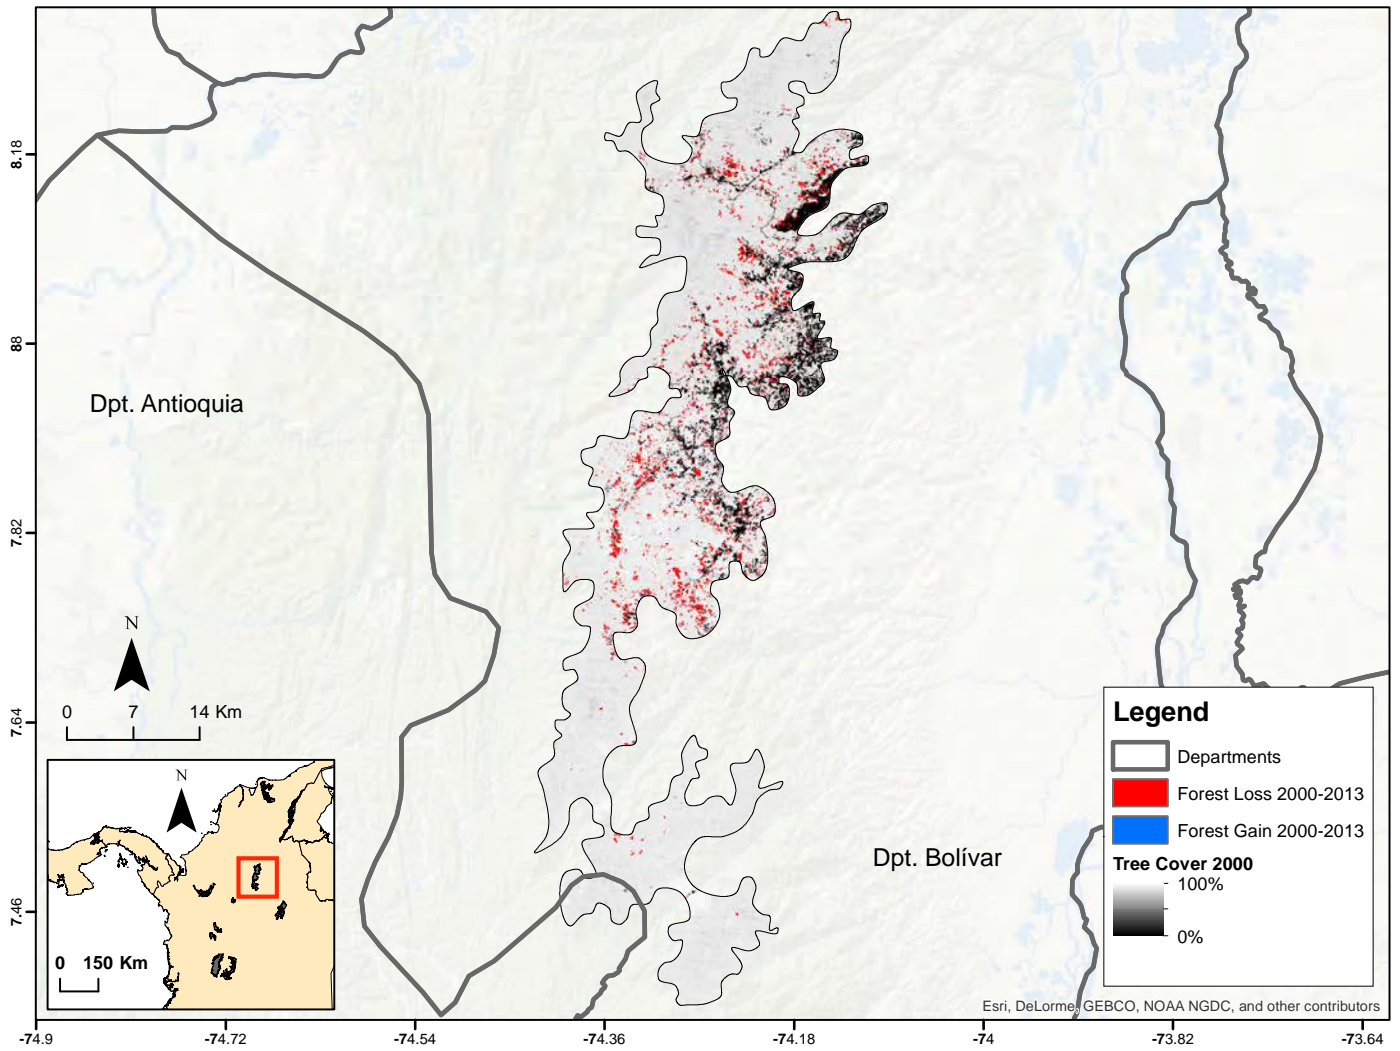 8.18
88
7.82
7.64
7.46
Dpt. Antioquia
N
0 7 14 Km
N
0 150 Km
Dpt. Bolívar
Legend
Departments
Forest Loss 2000-2013
Forest Gain 2000-2013
Tree Cover 2000
100%
0%
Esri, DeLorme, GEBCO, NOAA NGDC, and other contributors
-74.9 -74.72 -74.54 -74.36 -74.18 -74 -73.82 -73.64